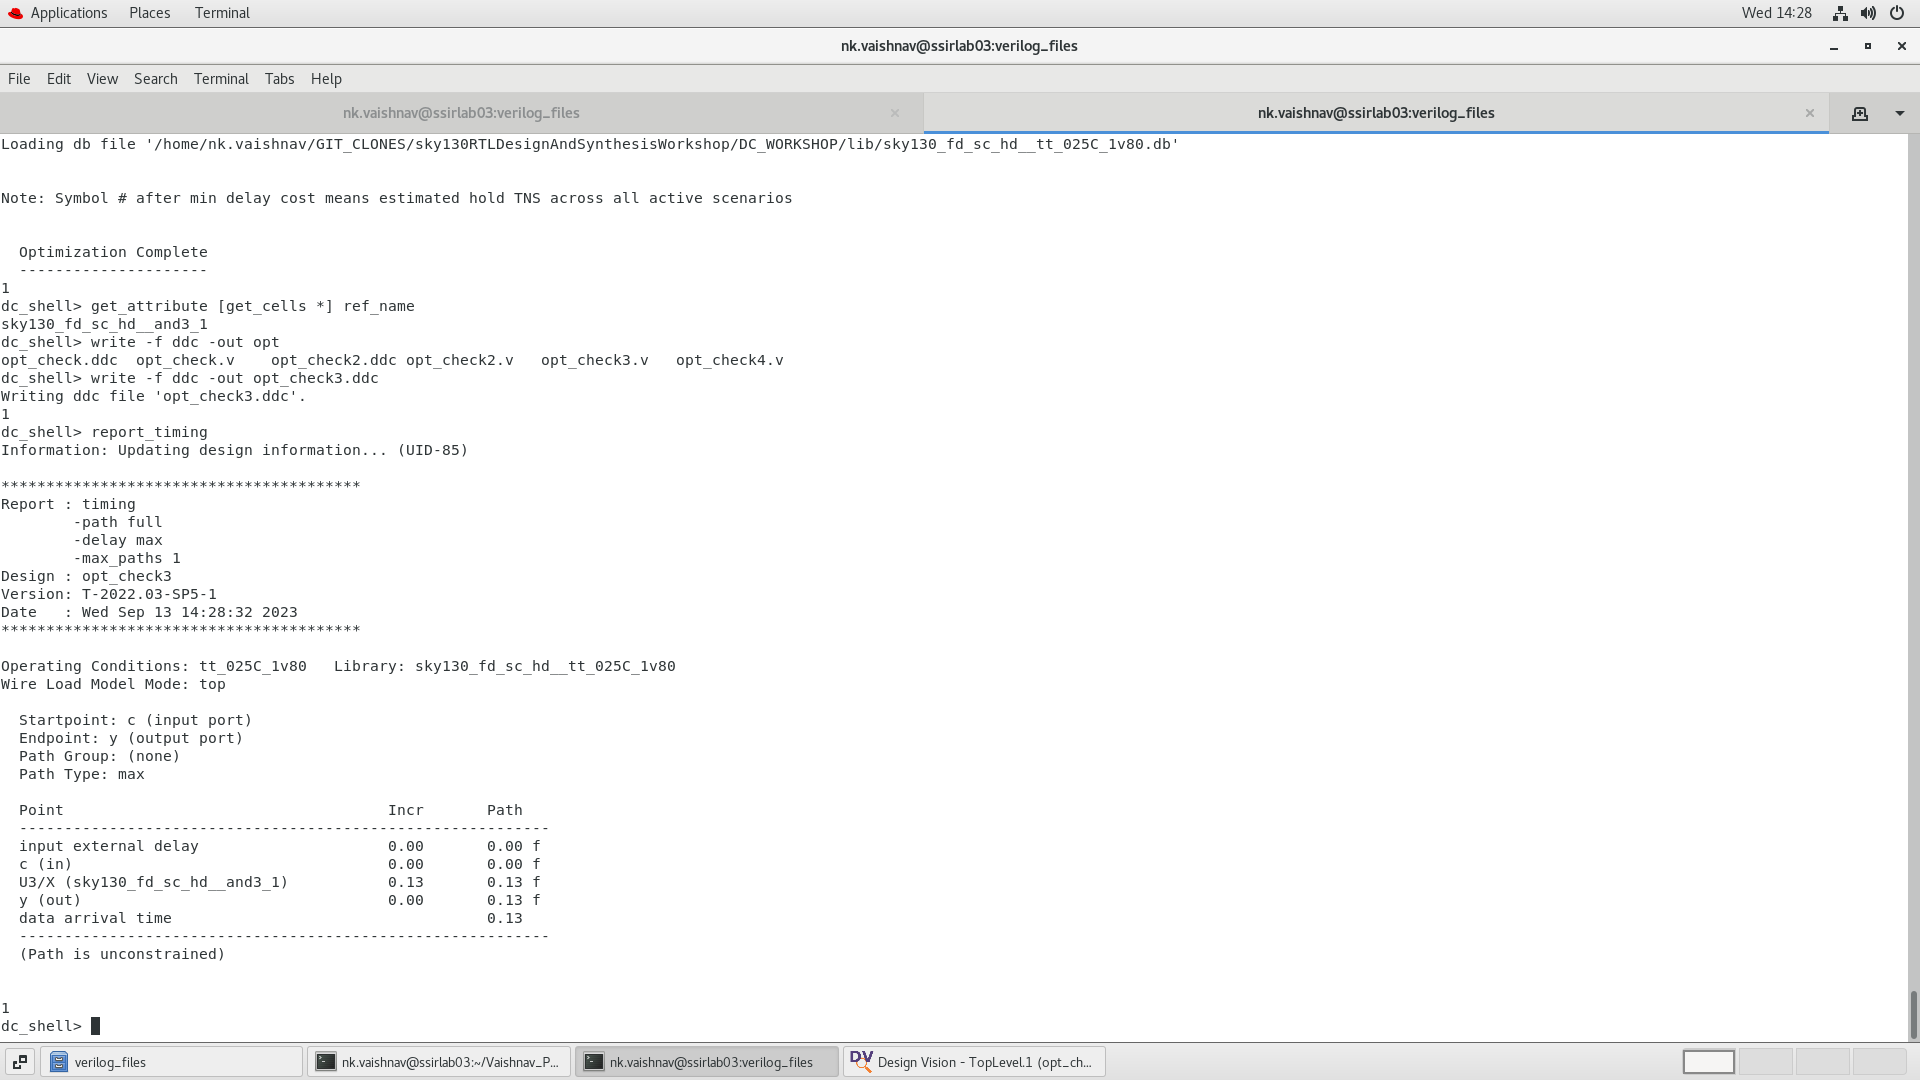 Applications Places Terminal Wed 14:28
nk.vaishnav@ssirlab03:verilog_files
File Edit View Search Terminal Tabs Help
nk.vaishnav@ssirlab03:verilog_files × nk.vaishnav@ssirlab03:verilog_files ×
Loading db file '/home/nk.vaishnav/GIT_CLONES/sky130RTLDesignAndSynthesisWorkshop/DC_WORKSHOP/lib/sky130_fd_sc_hd__tt_025C_1v80.db'
Note: Symbol # after min delay cost means estimated hold TNS across all active scenarios
  Optimization Complete
  ---------------------
1
dc_shell> get_attribute [get_cells *] ref_name
sky130_fd_sc_hd__and3_1
dc_shell> write -f ddc -out opt
opt_check.ddc  opt_check.v    opt_check2.ddc opt_check2.v   opt_check3.v   opt_check4.v
dc_shell> write -f ddc -out opt_check3.ddc
Writing ddc file 'opt_check3.ddc'.
1
dc_shell> report_timing
Information: Updating design information... (UID-85)
****************************************
Report : timing
        -path full
        -delay max
        -max_paths 1
Design : opt_check3
Version: T-2022.03-SP5-1
Date   : Wed Sep 13 14:28:32 2023
****************************************
Operating Conditions: tt_025C_1v80   Library: sky130_fd_sc_hd__tt_025C_1v80
Wire Load Model Mode: top
  Startpoint: c (input port)
  Endpoint: y (output port)
  Path Group: (none)
  Path Type: max
  Point                                    Incr       Path
  -----------------------------------------------------------
  input external delay                     0.00       0.00 f
  c (in)                                   0.00       0.00 f
  U3/X (sky130_fd_sc_hd__and3_1)           0.13       0.13 f
  y (out)                                  0.00       0.13 f
  data arrival time                                   0.13
  -----------------------------------------------------------
  (Path is unconstrained)
1
dc_shell>
verilog_files nk.vaishnav@ssirlab03:~/Vaishnav_P... nk.vaishnav@ssirlab03:verilog_files DV Design Vision - TopLevel.1 (opt_ch...